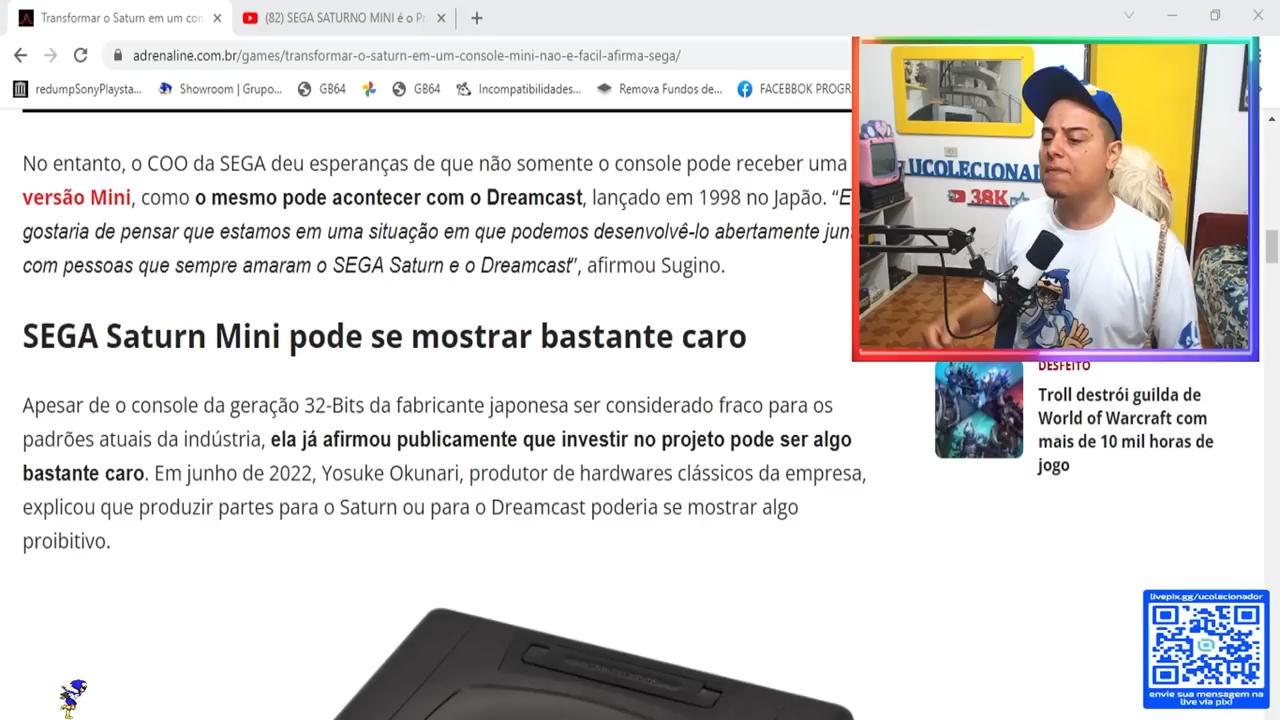 Transformar o Saturn em um con
(82) SEGA SATURNO MINI é o Pr
adrenaline.com.br/games/transformar-o-saturn-em-um-console-mini-nao-e-facil-afirma-sega/
redumpSonyPlaysta...
Showroom | Grupo...
GB64
GB64
Incompatibilidades...
Remova Fundos de...
FACEBBOK PROGR
No entanto, o COO da SEGA deu esperanças de que não somente o console pode receber uma
versão Mini, como o mesmo pode acontecer com o Dreamcast, lançado em 1998 no Japão. “E
gostaria de pensar que estamos em uma situação em que podemos desenvolvê-lo abertamente jun
com pessoas que sempre amaram o SEGA Saturn e o Dreamcast”, afirmou Sugino.
UCOLECIONAD
38K
SEGA Saturn Mini pode se mostrar bastante caro
Apesar de o console da geração 32-Bits da fabricante japonesa ser considerado fraco para os
padrões atuais da indústria, ela já afirmou publicamente que investir no projeto pode ser algo
bastante caro. Em junho de 2022, Yosuke Okunari, produtor de hardwares clássicos da empresa,
explicou que produzir partes para o Saturn ou para o Dreamcast poderia se mostrar algo
proibitivo.
DESFEITO
Troll destrói guilda de
World of Warcraft com
mais de 10 mil horas de
jogo
livepix.gg/ucolecionador
envie sua mensagem na
live via pix!